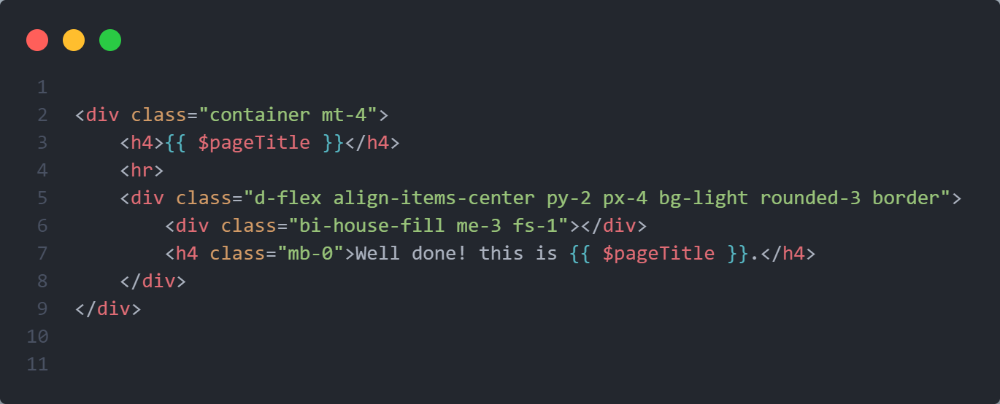 1
2 <div class="container mt-4">
3     <h4>{{ $pageTitle }}</h4>
4     <hr>
5     <div class="d-flex align-items-center py-2 px-4 bg-light rounded-3 border">
6         <div class="bi-house-fill me-3 fs-1"></div>
7         <h4 class="mb-0">Well done! this is {{ $pageTitle }}.</h4>
8     </div>
9 </div>
10
11